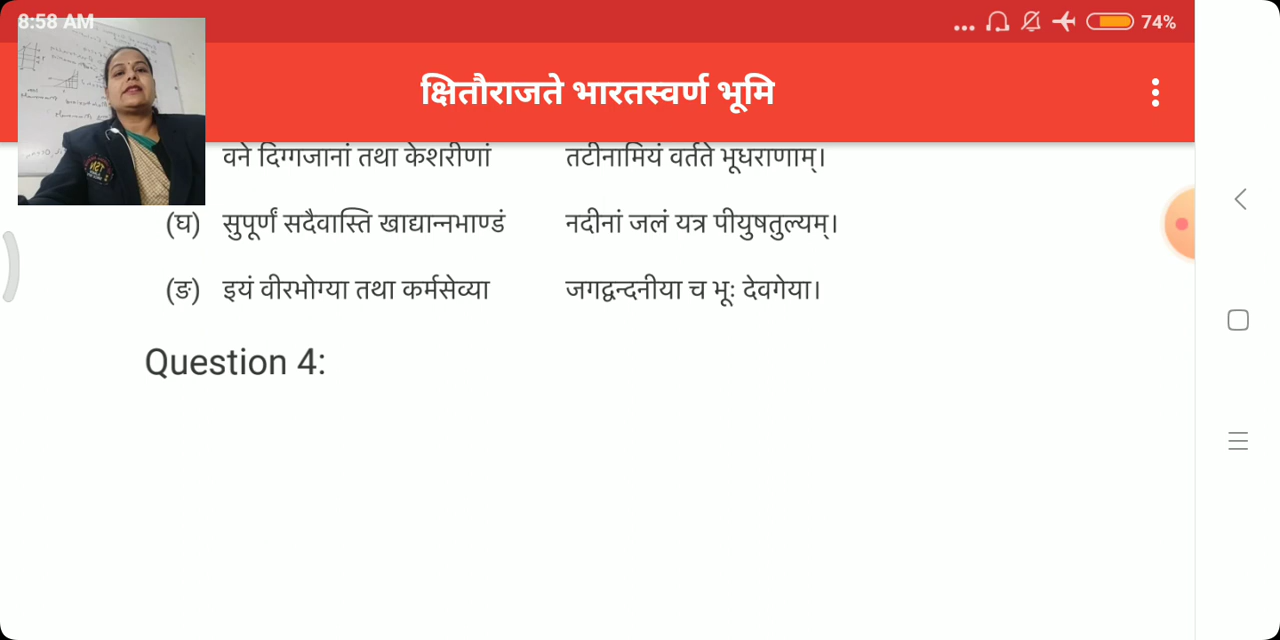 8:58 AM
... 74%
क्षितौराजते भारतस्वर्ण भूमि
वने दिग्गजानां तथा केशरीणां तटीनामियं वर्तते भूधराणाम्।
(घ) सुपूर्णं सदैवास्ति खाद्यान्नभाण्डं नदीनां जलं यत्र पीयुषतुल्यम्।
(ङ) इयं वीरभोग्या तथा कर्मसेव्या जगद्वन्दनीया च भूः देवगेया।
Question 4: